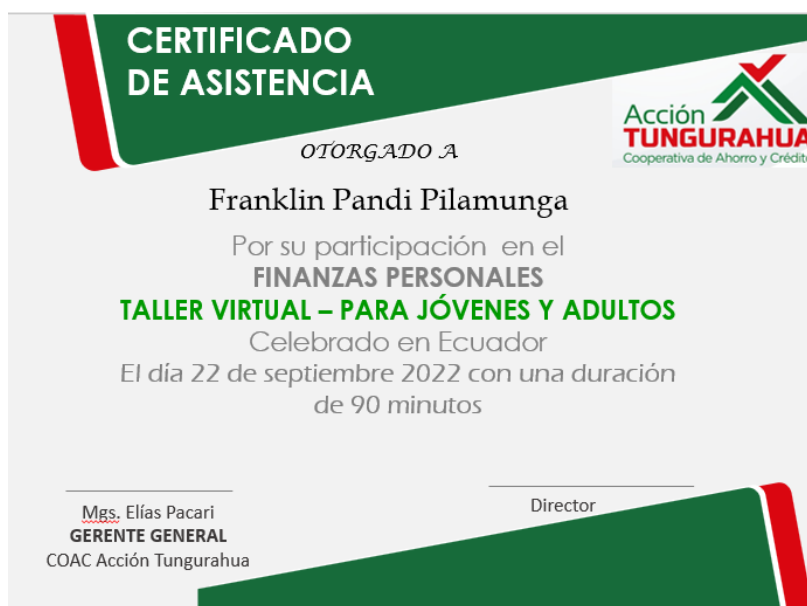 CERTIFICADO
DE ASISTENCIA
Acción
TUNGURAHUA
Cooperativa de Ahorro y Crédito
OTORGADO A
Franklin Pandi Pilamunga
Por su participación en el
FINANZAS PERSONALES
TALLER VIRTUAL – PARA JÓVENES Y ADULTOS
Celebrado en Ecuador
El día 22 de septiembre 2022 con una duración
de 90 minutos
Mgs. Elías Pacari
GERENTE GENERAL
COAC Acción Tungurahua
Director